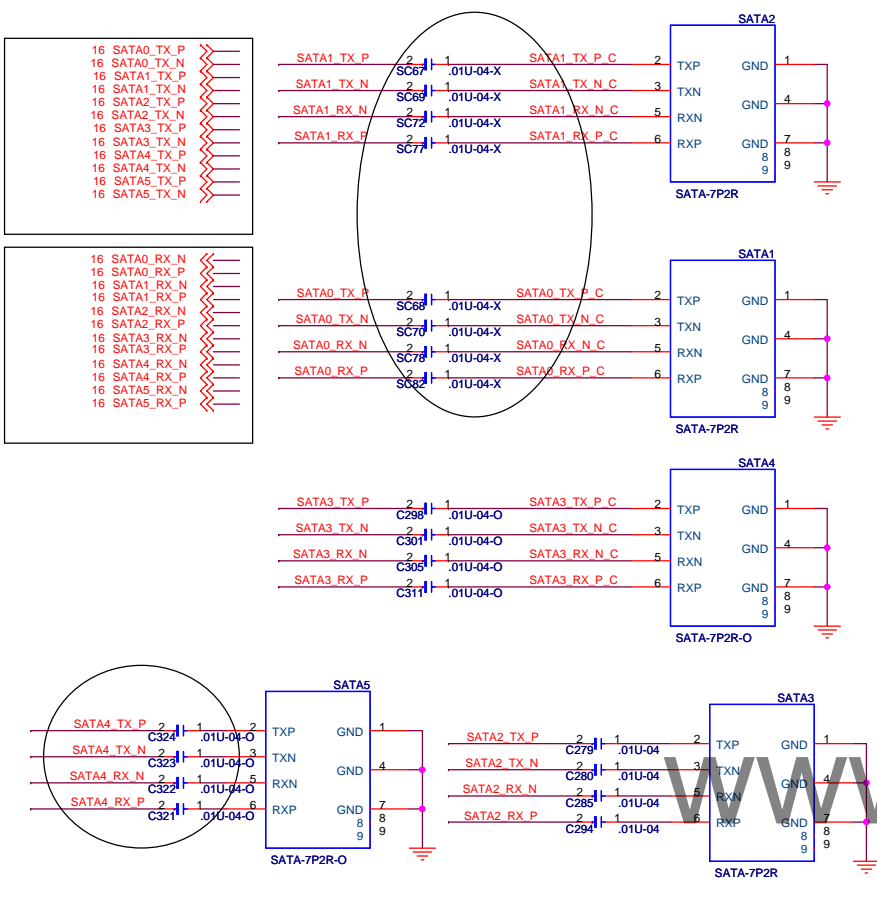 16 SATA0_TX_P
16 SATA0_TX_N
16 SATA1_TX_P
16 SATA1_TX_N
16 SATA2_TX_P
16 SATA2_TX_N
16 SATA3_TX_P
16 SATA3_TX_N
16 SATA4_TX_P
16 SATA4_TX_N
16 SATA5_TX_P
16 SATA5_TX_N
16 SATA0_RX_N
16 SATA0_RX_P
16 SATA1_RX_N
16 SATA1_RX_P
16 SATA2_RX_N
16 SATA2_RX_P
16 SATA3_RX_N
16 SATA3_RX_P
16 SATA4_RX_N
16 SATA4_RX_P
16 SATA5_RX_N
16 SATA5_RX_P
SATA2
SATA1_TX_P 2 1 SATA1_TX_P_C 2 TXP GND 1
SC67 .01U-04-X
SATA1_TX_N 2 1 SATA1_TX_N_C 3 TXN
SC69 .01U-04-X
GND 4
SATA1_RX_N 2 1 SATA1_RX_N_C 5 RXN
SC72 .01U-04-X
SATA1_RX_P 2 1 SATA1_RX_P_C 6 RXP GND 7
SC77 .01U-04-X
8 8
9 9
SATA-7P2R
SATA1
SATA0_TX_P 2 1 SATA0_TX_P_C 2 TXP GND 1
SC68 .01U-04-X
SATA0_TX_N 2 1 SATA0_TX_N_C 3 TXN
SC70 .01U-04-X
GND 4
SATA0_RX_N 2 1 SATA0_RX_N_C 5 RXN
SC78 .01U-04-X
SATA0_RX_P 2 1 SATA0_RX_P_C 6 RXP GND 7
SC82 .01U-04-X
8 8
9 9
SATA-7P2R
SATA4
SATA3_TX_P 2 1 SATA3_TX_P_C 2 TXP GND 1
C298 .01U-04-O
SATA3_TX_N 2 1 SATA3_TX_N_C 3 TXN
C301 .01U-04-O
GND 4
SATA3_RX_N 2 1 SATA3_RX_N_C 5 RXN
C305 .01U-04-O
SATA3_RX_P 2 1 SATA3_RX_P_C 6 RXP GND 7
C311 .01U-04-O
8 8
9 9
SATA-7P2R-O
SATA5
SATA4_TX_P 2 1 2 TXP GND 1
C324 .01U-04-O
SATA4_TX_N 2 1 3 TXN
C323 .01U-04-O
GND 4
SATA4_RX_N 2 1 5 RXN
C322 .01U-04-O
SATA4_RX_P 2 1 6 RXP GND 7
C321 .01U-04-O
8 8
9 9
SATA-7P2R-O
SATA3
SATA2_TX_P 2 1 2 TXP GND 1
C279 .01U-04
SATA2_TX_N 2 1 3 TXN
C280 .01U-04
GND 4
SATA2_RX_N 2 1 5 RXN
C285 .01U-04
SATA2_RX_P 2 1 6 RXP GND 7
C294 .01U-04
8 8
9 9
SATA-7P2R